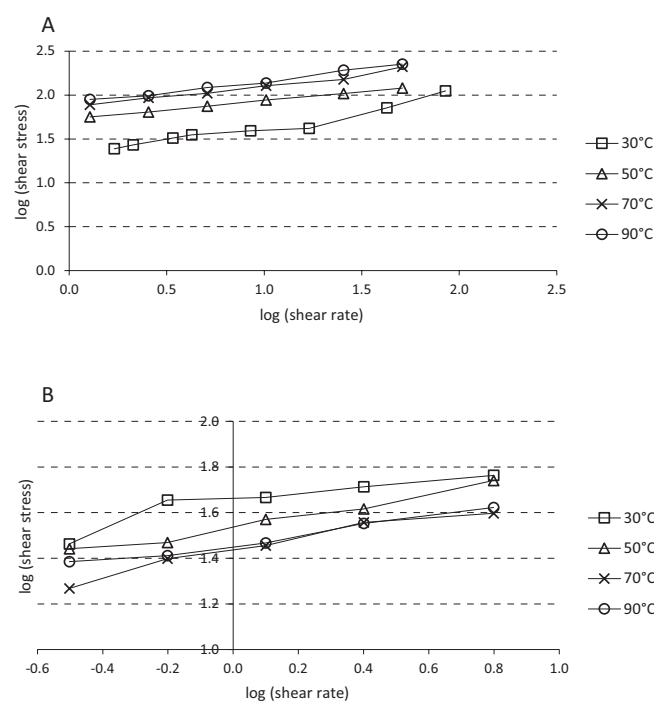 A
2.5
2.0
1.5
1.0
0.5
0.0
log (shear stress)
0.0 0.5 1.0 1.5 2.0 2.5
log (shear rate)
30°C
50°C
70°C
90°C
B
2.0
1.8
1.6
1.4
1.2
1.0
log (shear stress)
-0.6 -0.4 -0.2 0.0 0.2 0.4 0.6 0.8 1.0
log (shear rate)
30°C
50°C
70°C
90°C